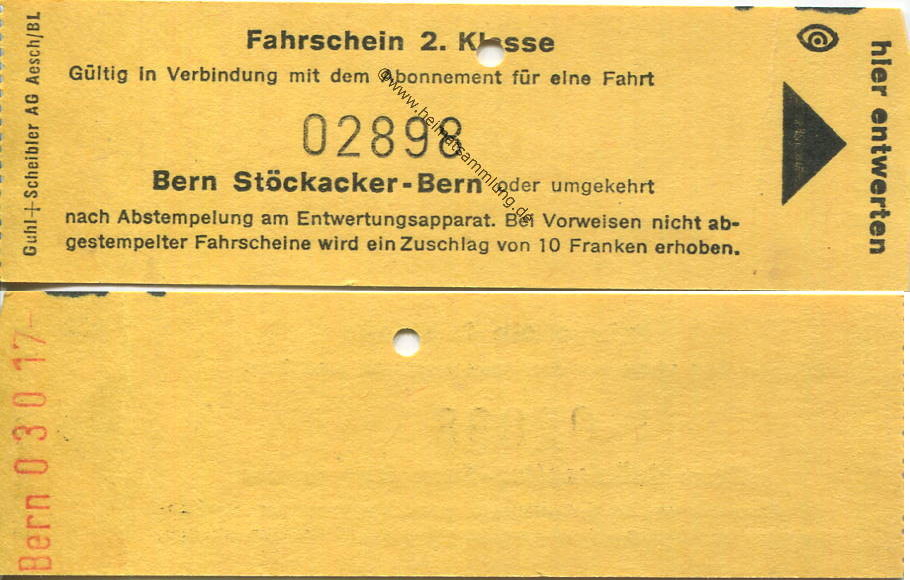 Guhl+Scheibler AG Aesch/BL
Fahrschein 2. Klasse
Gültig in Verbindung mit dem Abonnement für eine Fahrt
02898
Bern Stöckacker-Bern oder umgekehrt
nach Abstempelung am Entwertungsapparat. Bei Vorweisen nicht ab-
gestempelter Fahrscheine wird ein Zuschlag von 10 Franken erhoben.
hier entwerten
©www.heimatsammlung.de
Bern 030 17-